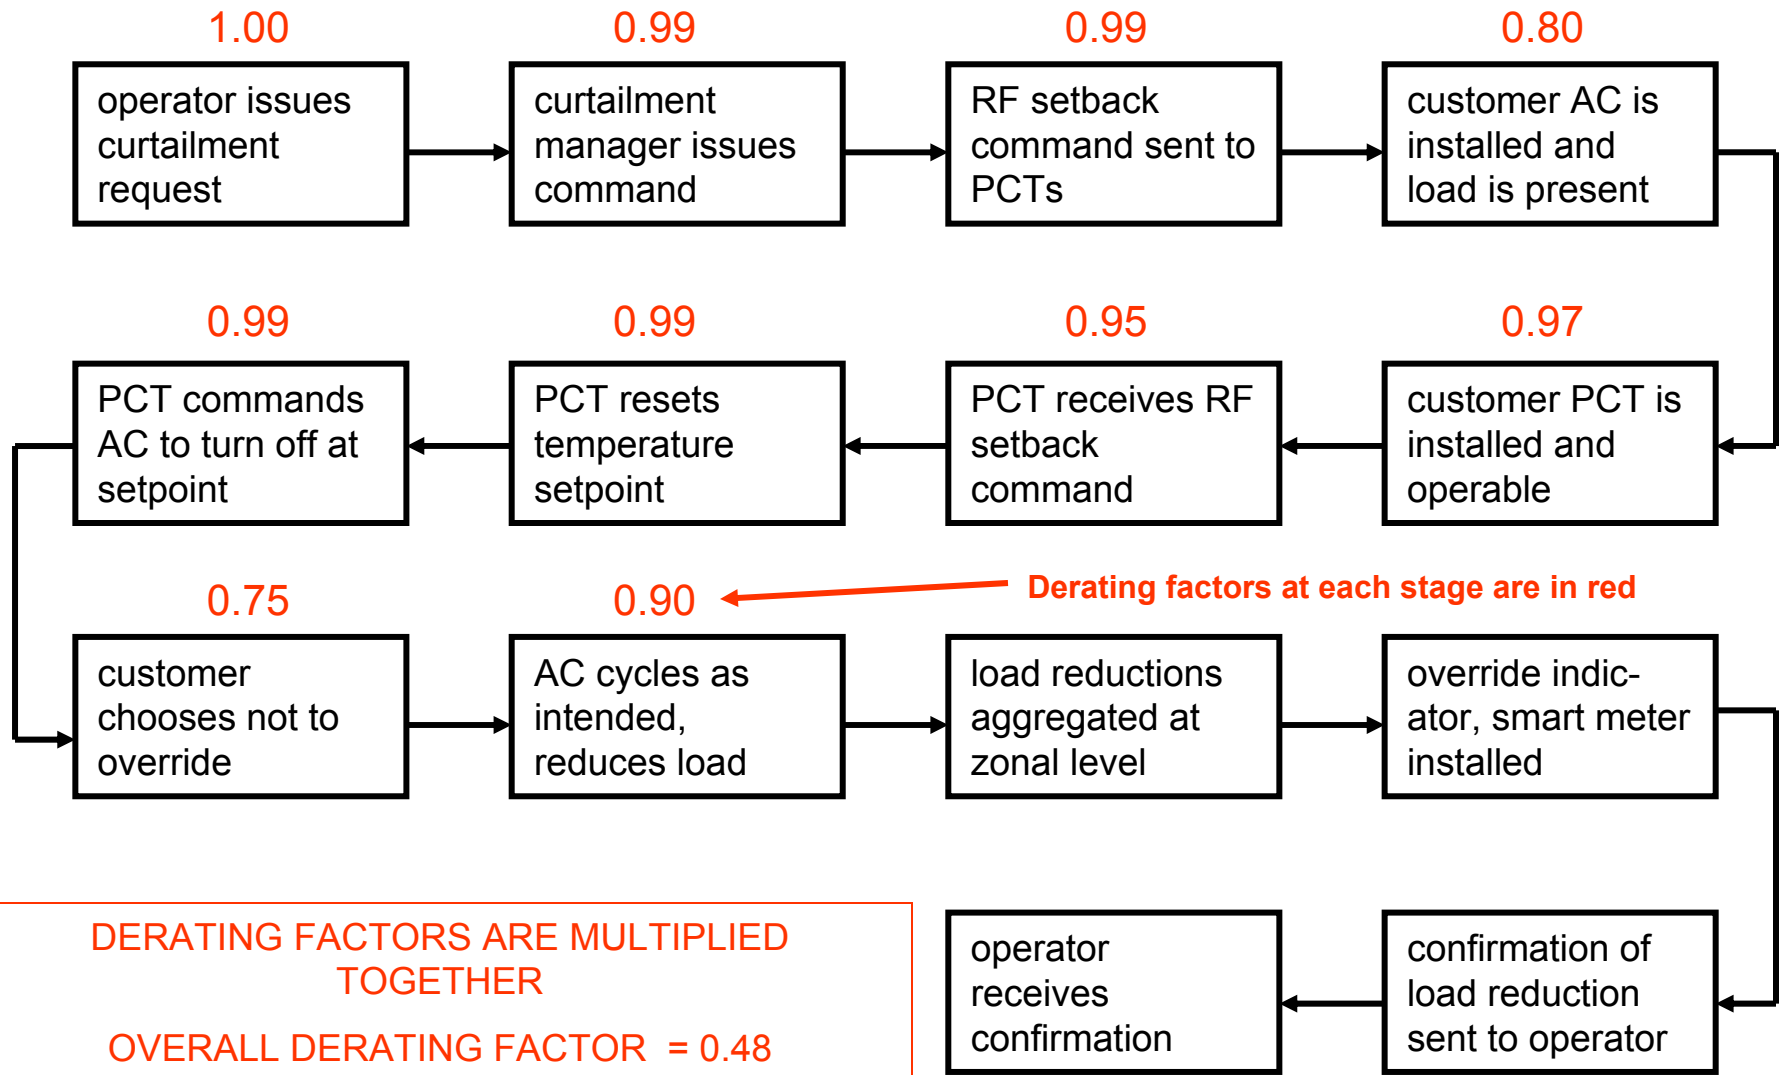 1.00
0.99
0.99
0.80
operator issues
curtailment
request
curtailment
manager issues
command
RF setback
command sent to
PCTs
customer AC is
installed and
load is present
0.99
0.99
0.95
0.97
PCT commands
AC to turn off at
setpoint
PCT resets
temperature
setpoint
PCT receives RF
setback
command
customer PCT is
installed and
operable
0.75
0.90
Derating factors at each stage are in red
customer
chooses not to
override
AC cycles as
intended,
reduces load
load reductions
aggregated at
zonal level
override indic-
ator, smart meter
installed
DERATING FACTORS ARE MULTIPLIED
TOGETHER
OVERALL DERATING FACTOR = 0.48
operator
receives
confirmation
confirmation of
load reduction
sent to operator